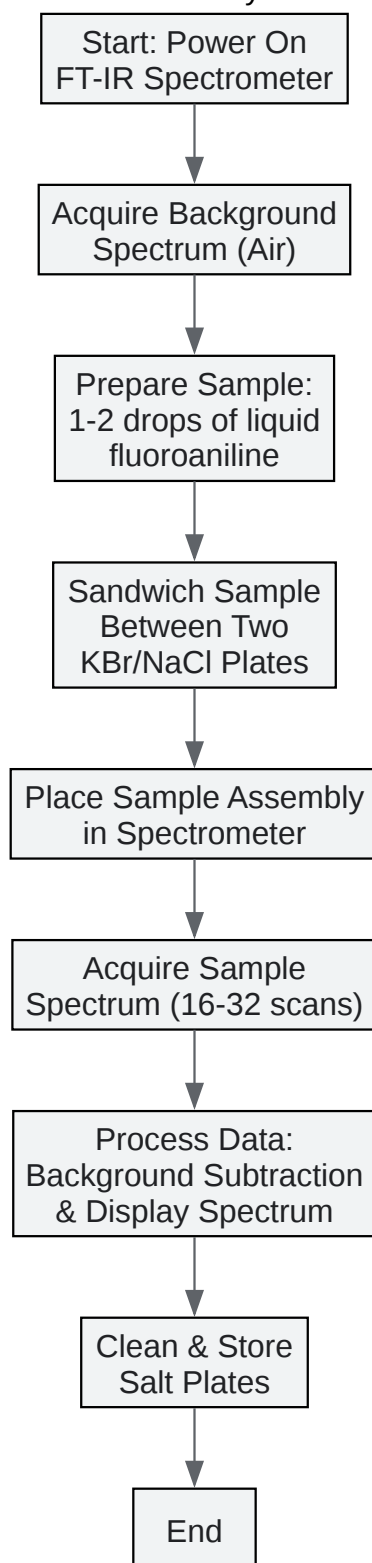 Start: Power On
FT-IR Spectrometer
Acquire Background
Spectrum (Air)
Prepare Sample:
1-2 drops of liquid
fluoroaniline
Sandwich Sample
Between Two
KBr/NaCl Plates
Place Sample Assembly
in Spectrometer
Acquire Sample
Spectrum (16-32 scans)
Process Data:
Background Subtraction
& Display Spectrum
Clean & Store
Salt Plates
End